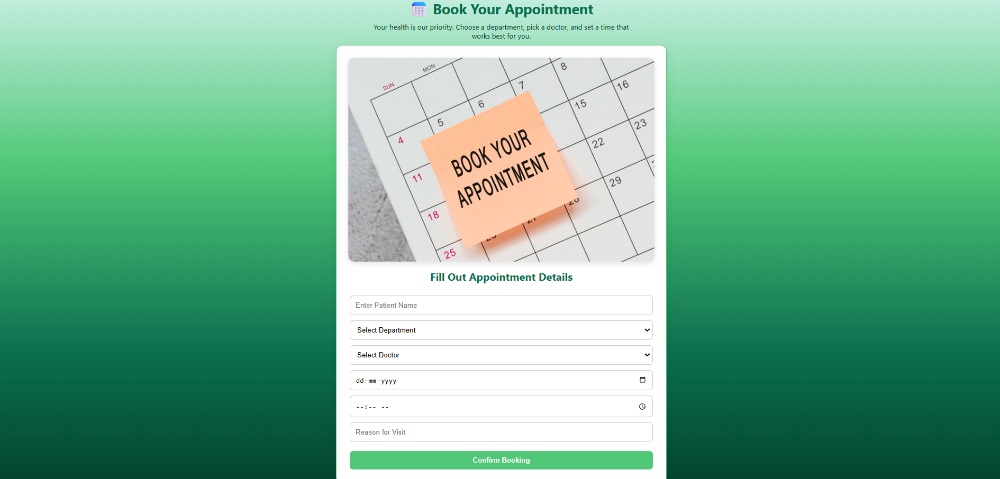 Book Your Appointment
Your health is our priority. Choose a department, pick a doctor, and set a time that
works best for you.
SUN
MON
4
5
6
7
8
11
15
16
18
22
23
25
28
29
BOOK YOUR
APPOINTMENT
Fill Out Appointment Details
Enter Patient Name
Select Department
Select Doctor
dd-mm-yyyy
--:-- --
Reason for Visit
Confirm Booking